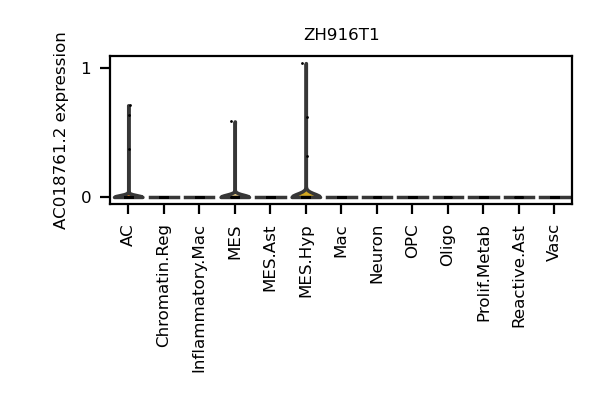 ZH916T1
AC018761.2 expression
1
0
AC
Chromatin.Reg
Inflammatory.Mac
MES
MES.Ast
MES.Hyp
Mac
Neuron
OPC
Oligo
Prolif.Metab
Reactive.Ast
Vasc